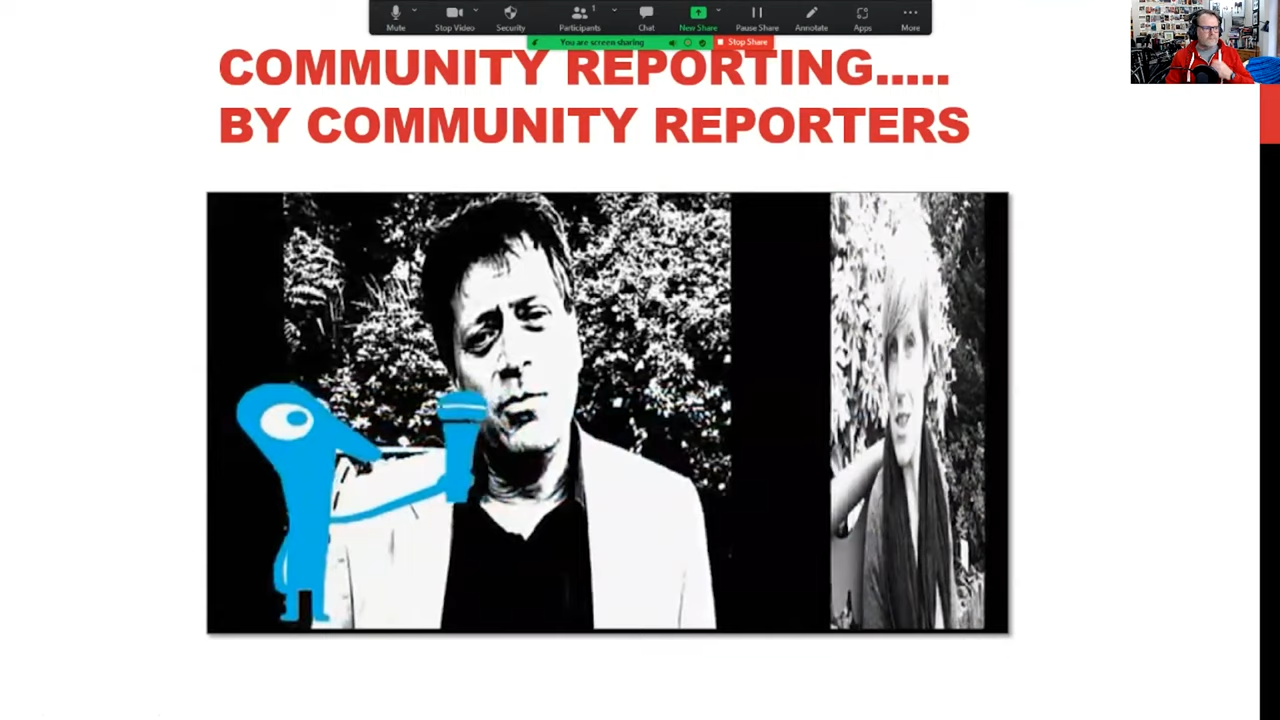 1
Mute
Stop Video
Security
Participants
Chat
New Share
Pause Share
Annotate
Apps
More
You are screen sharing
Stop Share
COMMUNITY REPORTING.....
BY COMMUNITY REPORTERS